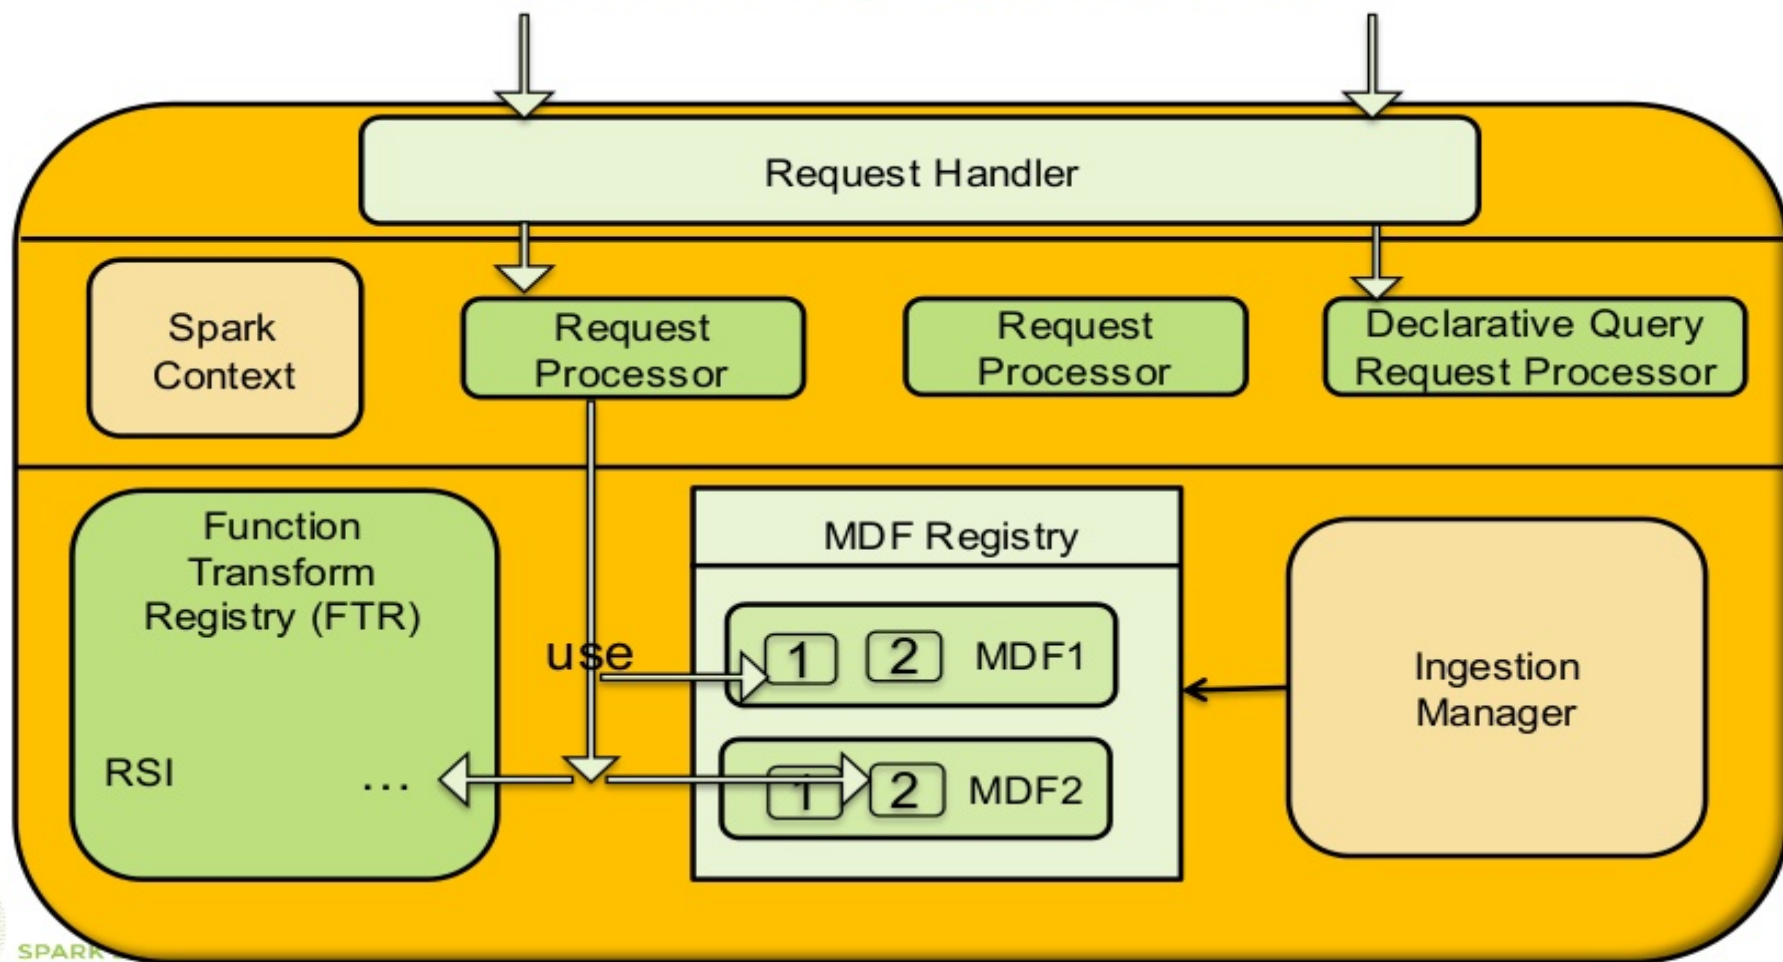 Request Handler
Spark
Context
Request
Processor
Request
Processor
Declarative Query
Request Processor
Function
Transform
Registry (FTR)
RSI
...
use
MDF Registry
1 2 MDF1
1 2 MDF2
Ingestion
Manager
SPARK